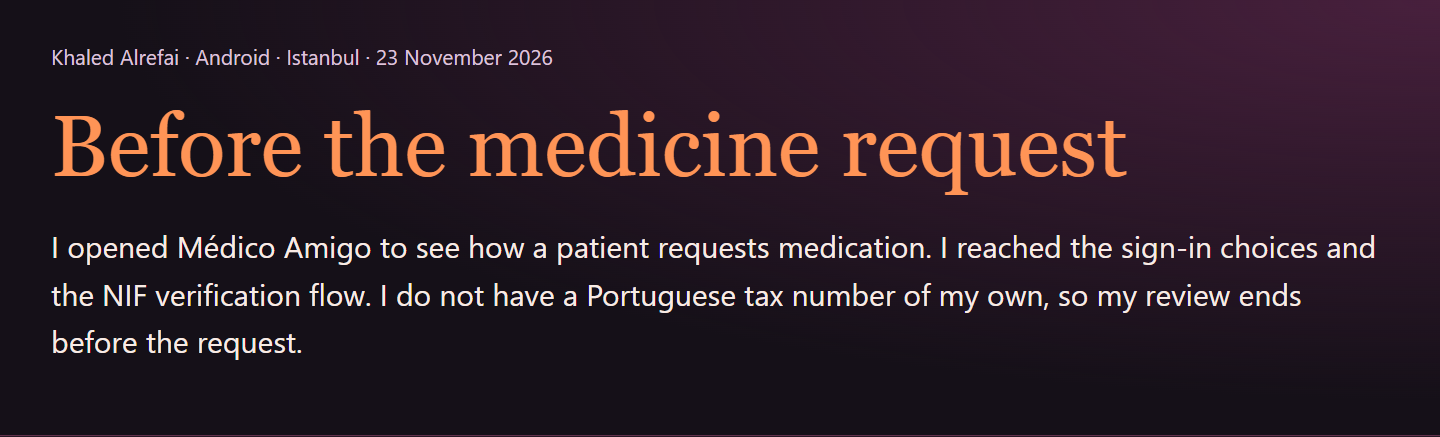 Khaled Alrefai · Android · Istanbul · 23 November 2026
Before the medicine request
I opened Médico Amigo to see how a patient requests medication. I reached the sign-in choices and
the NIF verification flow. I do not have a Portuguese tax number of my own, so my review ends
before the request.